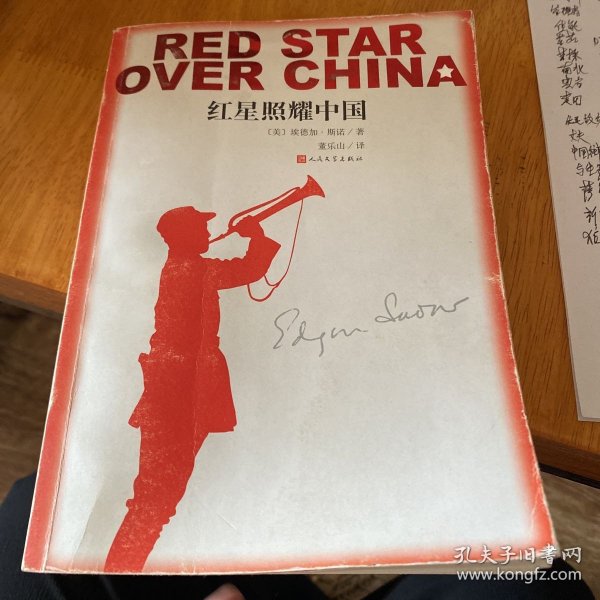 RED STAR
OVER CHINA
红星照耀中国
〔美〕埃德加·斯诺／著
董乐山／译
人民文学出版社
Edgar Snow
中国
孔夫子旧书网
www.kongfz.com